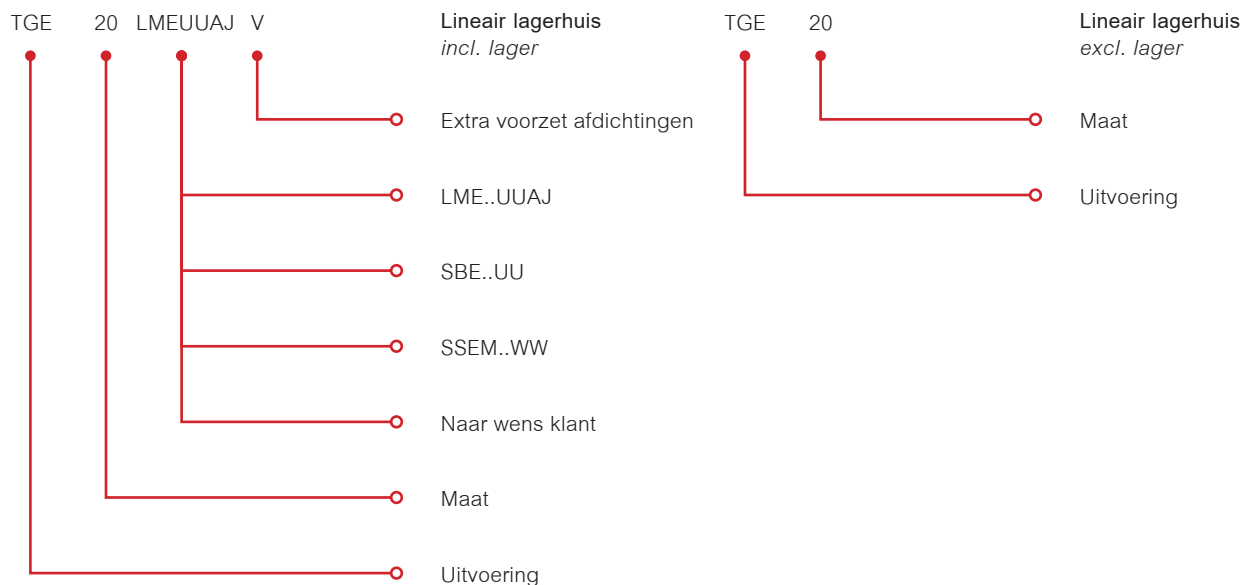 TGE 20 LMEUUAJ V
Lineair lagerhuis
incl. lager
Extra voorzet afdichtingen
LME..UUAJ
SBE..UU
SSEM..WW
Naar wens klant
Maat
Uitvoering
TGE 20
Lineair lagerhuis
excl. lager
Maat
Uitvoering